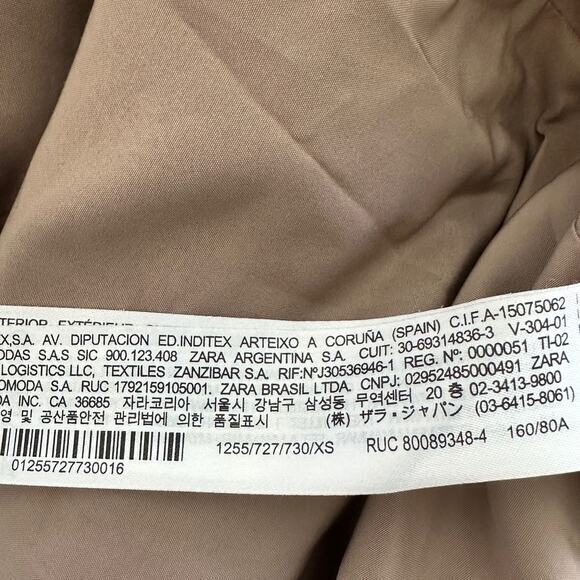 TERIOR EXTÉRIEUR
X,S.A. AV. DIPUTACION ED.INDITEX ARTEIXO A CORUÑA (SPAIN) C.I.F.A-15075062
ODAS S.A.S SIC 900.123.408 ZARA ARGENTINA S.A. CUIT: 30-69314836-3 V-304-01
LOGISTICS LLC, TEXTILES ZANZIBAR S.A. RIF:NºJ30536946-1 REG. Nº: 0000051 TI-02
OMODA S.A. RUC 1792159105001. ZARA BRASIL LTDA. CNPJ: 02952485000491 ZARA
DA INC. CA 36685 자라코리아 서울시 강남구 삼성동 무역센터 20 층 02-3413-9800
영 및 공산품안전 관리법에 의한 품질표시 (株) ザラ・ジャパン (03-6415-8061)
1255/727/730/XS RUC 80089348-4 160/80A
01255727730016